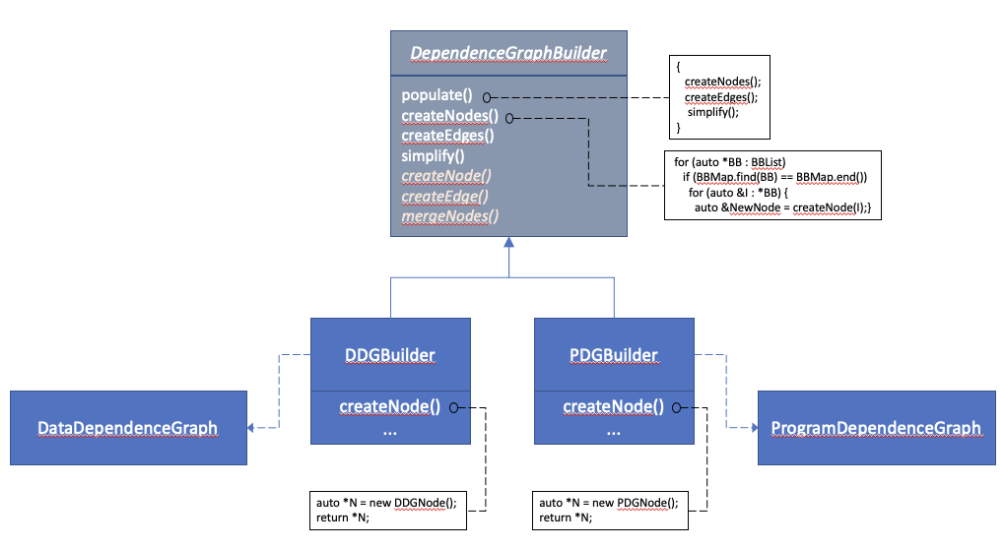 DependenceGraphBuilder
populate()
createNodes()
createEdges()
simplify()
createNode()
createEdge()
mergeNodes()
{
createNodes();
createEdges();
simplify();
}
for (auto *BB : BBList)
if (BBMap.find(BB) == BBMap.end())
for (auto &I : *BB) {
auto &NewNode = createNode(I);}
DDGBuilder
createNode()
...
PDGBuilder
createNode()
...
DataDependenceGraph
ProgramDependenceGraph
auto *N = new DDGNode();
return *N;
auto *N = new PDGNode();
return *N;